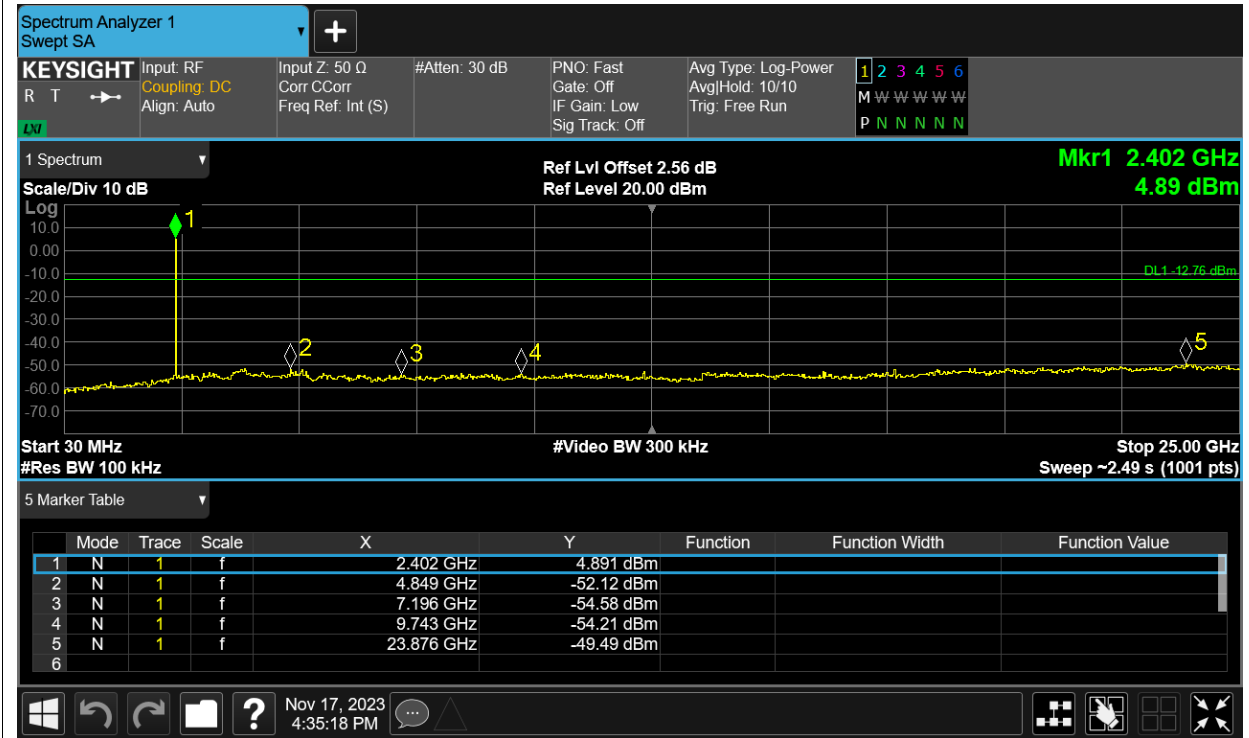 Spectrum Analyzer 1
Swept SA
+
KEYSIGHT Input: RF Input Z: 50 Ω #Atten: 30 dB PNO: Fast Avg Type: Log-Power 1 2 3 4 5 6
R T Coupling: DC Corr CCorr Gate: Off Avg|Hold: 10/10 M W W W W W
Align: Auto Freq Ref: Int (S) IF Gain: Low Trig: Free Run
LXI Sig Track: Off P N N N N N
1 Spectrum
Ref Lvl Offset 2.56 dB Mkr1 2.402 GHz
Scale/Div 10 dB Ref Level 20.00 dBm 4.89 dBm
Log
1
10.0
0.00
-10.0 DL1 -12.76 dBm
-20.0
-30.0
-40.0
2 3 4 5
-50.0
-60.0
-70.0
Start 30 MHz #Video BW 300 kHz Stop 25.00 GHz
#Res BW 100 kHz Sweep ~2.49 s (1001 pts)
5 Marker Table
Mode Trace Scale X Y Function Function Width Function Value
1 N 1 f 2.402 GHz 4.891 dBm
2 N 1 f 4.849 GHz -52.12 dBm
3 N 1 f 7.196 GHz -54.58 dBm
4 N 1 f 9.743 GHz -54.21 dBm
5 N 1 f 23.876 GHz -49.49 dBm
6
? Nov 17, 2023
4:35:18 PM